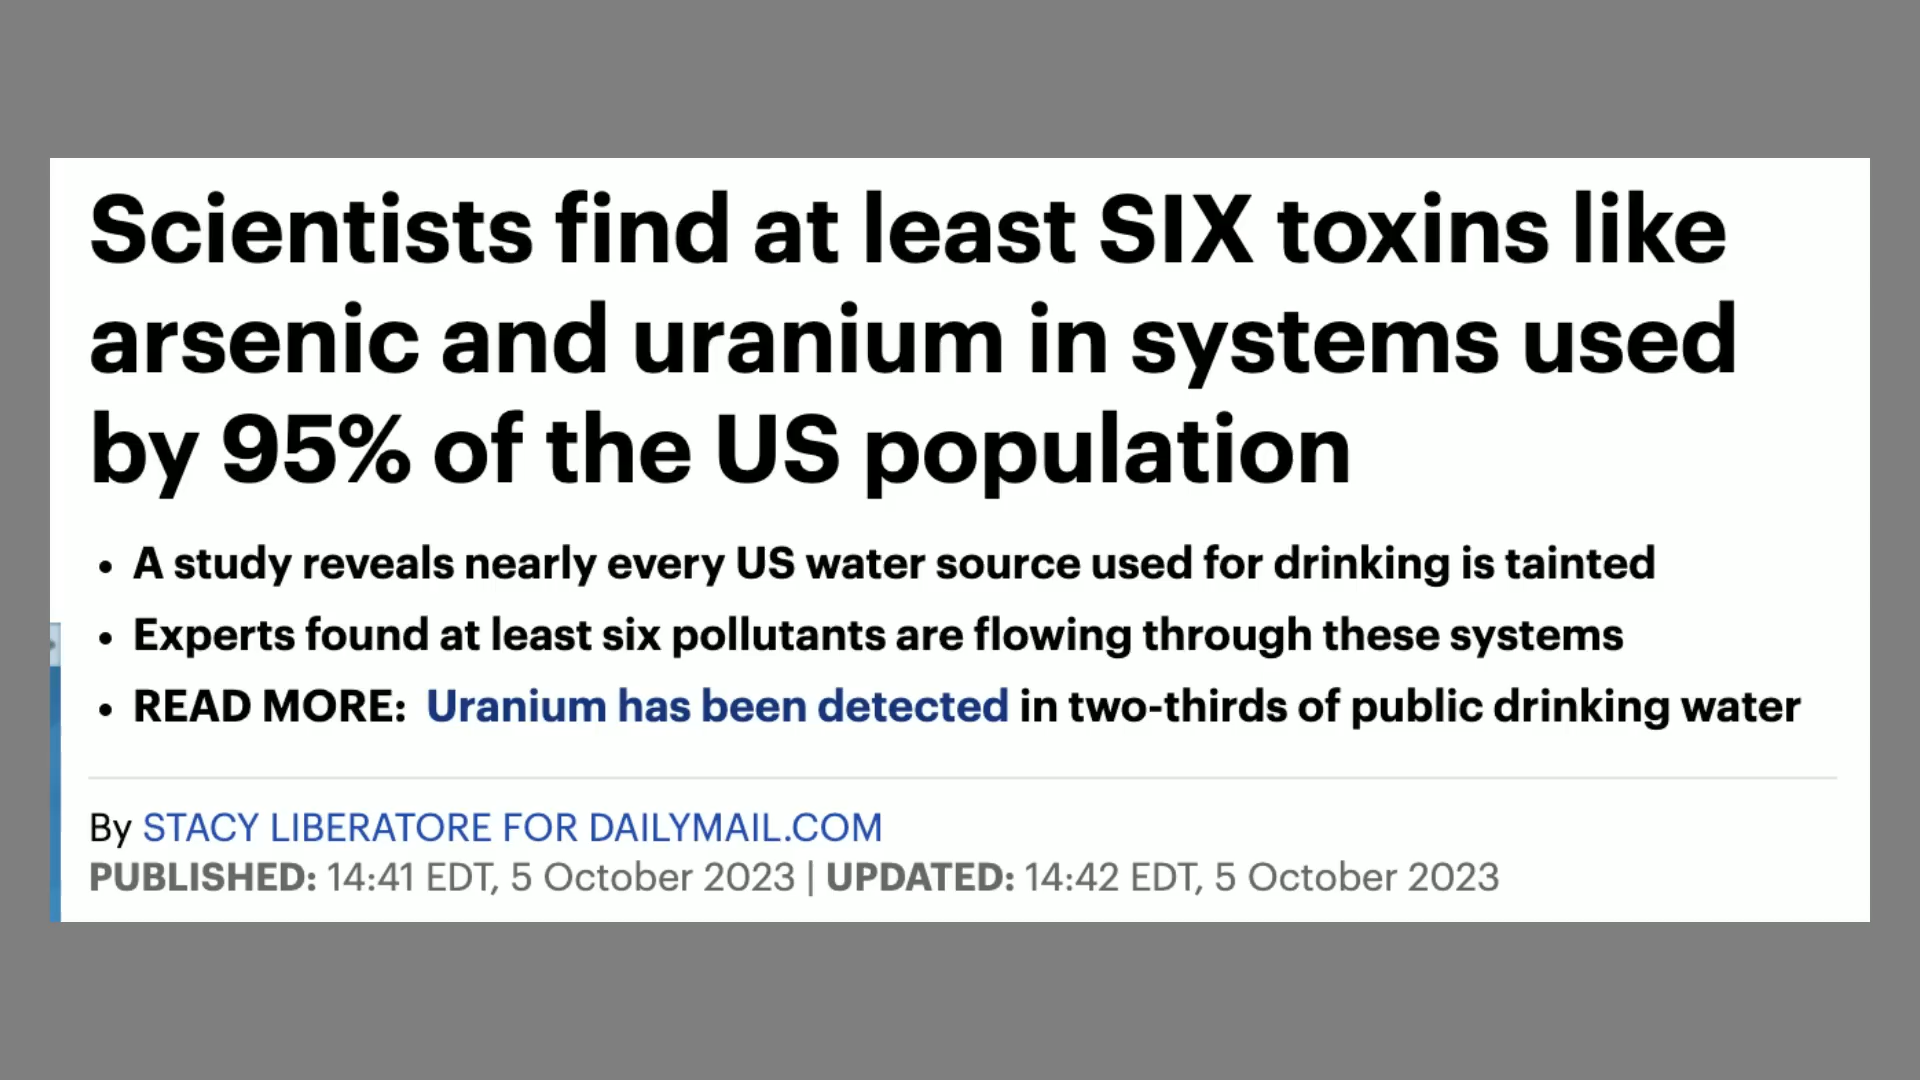 Scientists find at least SIX toxins like
arsenic and uranium in systems used
by 95% of the US population
• A study reveals nearly every US water source used for drinking is tainted
• Experts found at least six pollutants are flowing through these systems
• READ MORE: Uranium has been detected in two-thirds of public drinking water
By STACY LIBERATORE FOR DAILYMAIL.COM
PUBLISHED: 14:41 EDT, 5 October 2023 | UPDATED: 14:42 EDT, 5 October 2023